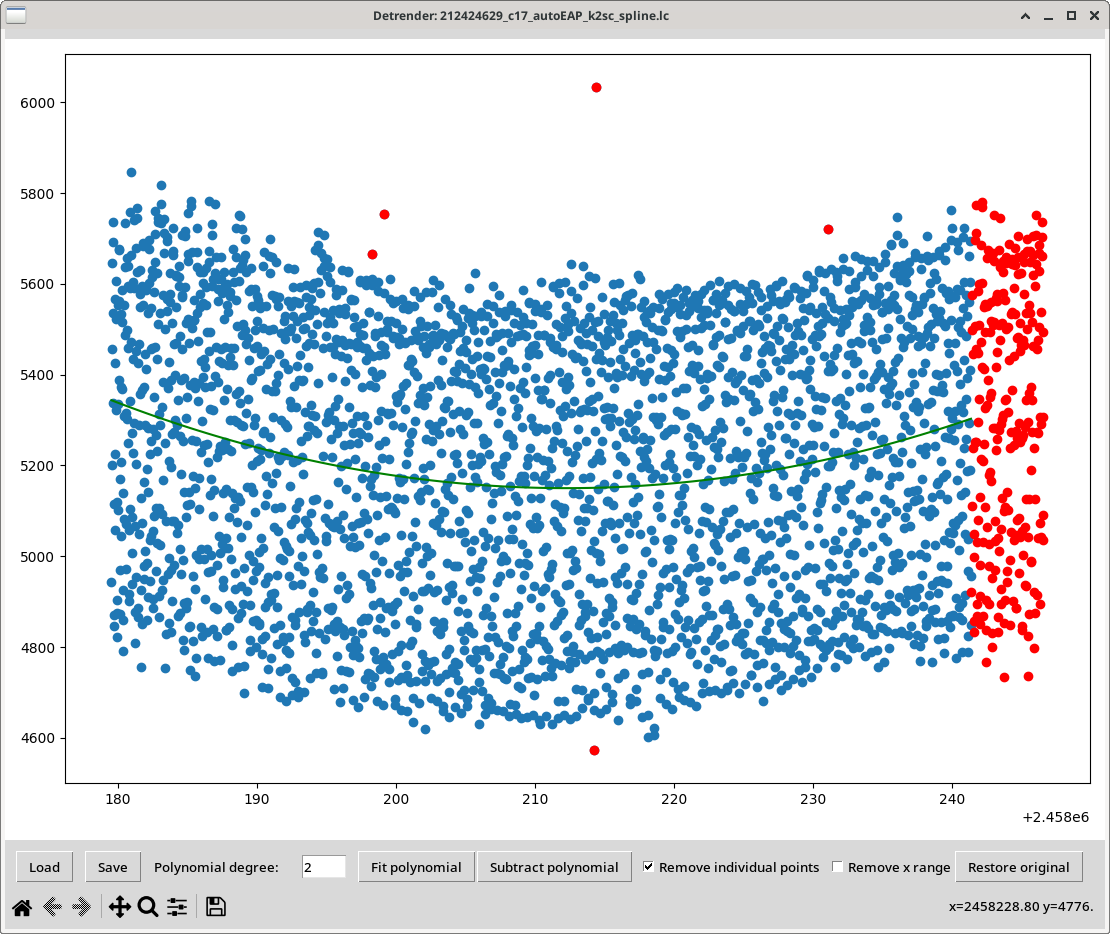 Detrender: 212424629_c17_autoEAP_k2sc_spline.lc
6000
5800
5600
5400
5200
5000
4800
4600
180 190 200 210 220 230 240
+2.458e6
Load Save Polynomial degree: 2 Fit polynomial Subtract polynomial Remove individual points Remove x range Restore original
x=2458228.80 y=4776.